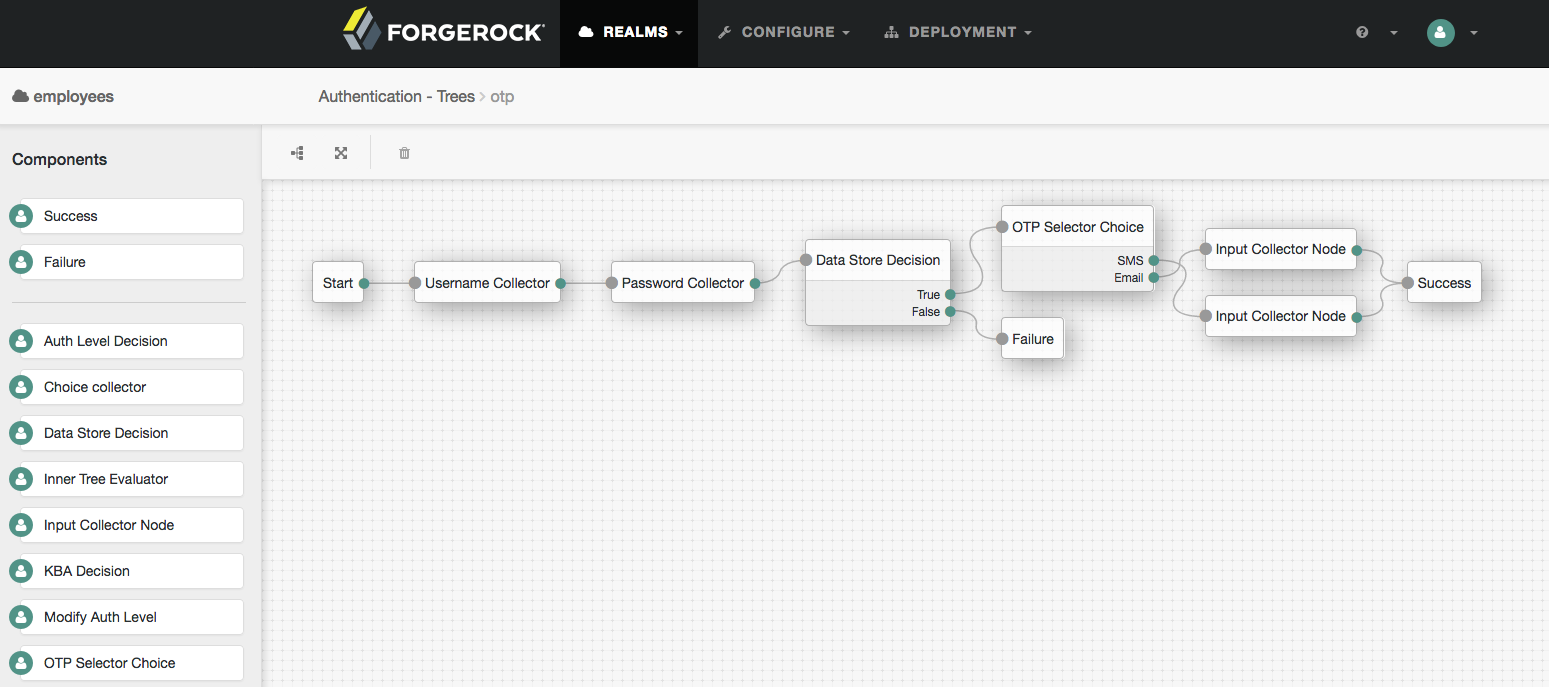 FORGEROCK
REALMS
CONFIGURE
DEPLOYMENT
employees
Authentication - Trees > otp
Components
Success
Failure
Auth Level Decision
Choice collector
Data Store Decision
Inner Tree Evaluator
Input Collector Node
KBA Decision
Modify Auth Level
OTP Selector Choice
Start
Username Collector
Password Collector
Data Store Decision
True
False
OTP Selector Choice
SMS
Email
Failure
Input Collector Node
Input Collector Node
Success